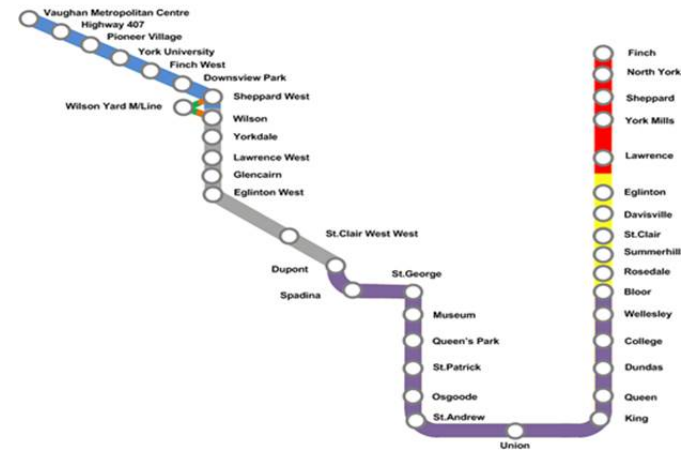 Vaughan Metropolitan Centre
Highway 407
Pioneer Village
York University
Finch West
Downsview Park
Sheppard West
Wilson Yard M/Line
Wilson
Yorkdale
Lawrence West
Glencairn
Eglinton West
St.Clair West West
Dupont
Spadina
St.George
Museum
Queen's Park
St.Patrick
Osgoode
St.Andrew
Union
Finch
North York
Sheppard
York Mills
Lawrence
Eglinton
Davisville
St.Clair
Summerhill
Rosedale
Bloor
Wellesley
College
Dundas
Queen
King